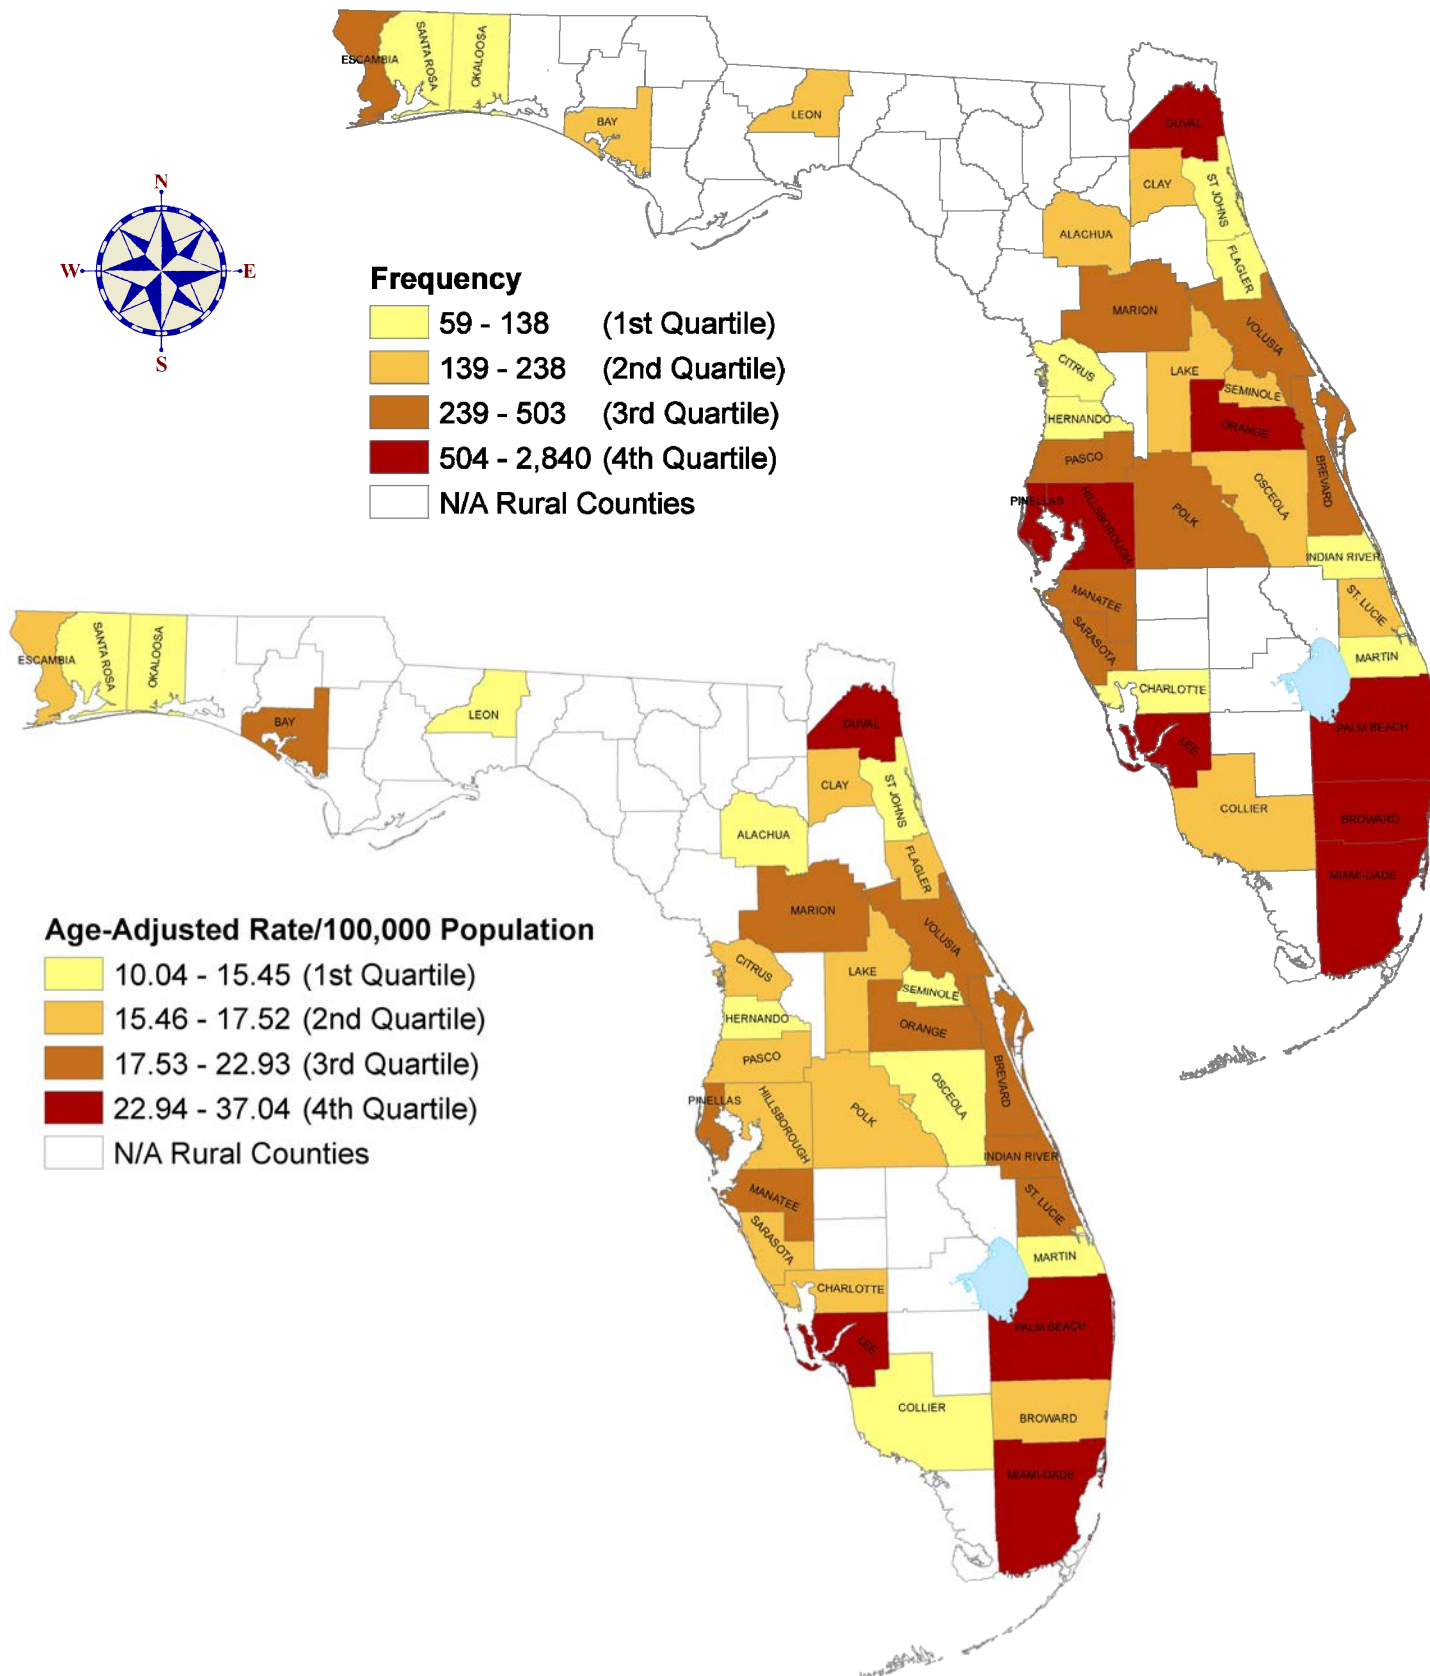 ESCAMBIA
SANTA ROSA
OKALOOSA
BAY
LEON
DUVAL
CLAY
ST JOHNS
ALACHUA
FLAGLER
MARION
VOLUSIA
CITRUS
LAKE
SEMINOLE
HERNANDO
ORANGE
PASCO
OSCEOLA
BREVARD
PINELLAS
HILLSBOROUGH
POLK
INDIAN RIVER
MANATEE
ST. LUCIE
SARASOTA
MARTIN
CHARLOTTE
PALM BEACH
LEE
COLLIER
BROWARD
MIAMI-DADE
N
W
E
S
Frequency
59 - 138 (1st Quartile)
139 - 238 (2nd Quartile)
239 - 503 (3rd Quartile)
504 - 2,840 (4th Quartile)
N/A Rural Counties
ESCAMBIA
SANTA ROSA
OKALOOSA
BAY
LEON
DUVAL
CLAY
ST JOHNS
ALACHUA
FLAGLER
MARION
VOLUSIA
CITRUS
LAKE
SEMINOLE
HERNANDO
ORANGE
PASCO
OSCEOLA
BREVARD
PINELLAS
HILLSBOROUGH
POLK
INDIAN RIVER
MANATEE
ST. LUCIE
SARASOTA
MARTIN
CHARLOTTE
PALM BEACH
LEE
COLLIER
BROWARD
MIAMI-DADE
Age-Adjusted Rate/100,000 Population
10.04 - 15.45 (1st Quartile)
15.46 - 17.52 (2nd Quartile)
17.53 - 22.93 (3rd Quartile)
22.94 - 37.04 (4th Quartile)
N/A Rural Counties